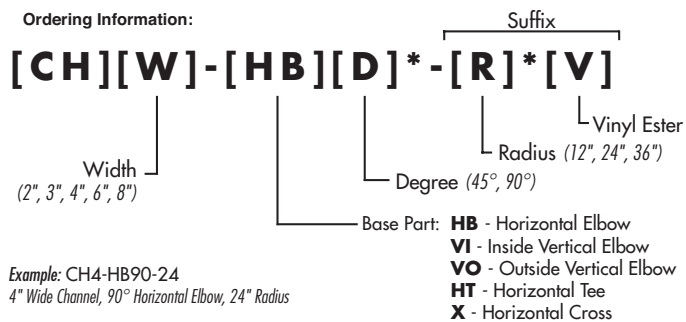 Ordering Information:
Suffix
[CH][W]-[HB][D]*-[R]*[V]
Vinyl Ester
Radius (12", 24", 36")
Width
(2", 3", 4", 6", 8")
Degree (45°, 90°)
Base Part: HB - Horizontal Elbow
VI - Inside Vertical Elbow
VO - Outside Vertical Elbow
HT - Horizontal Tee
X - Horizontal Cross
Example: CH4-HB90-24
4" Wide Channel, 90° Horizontal Elbow, 24" Radius